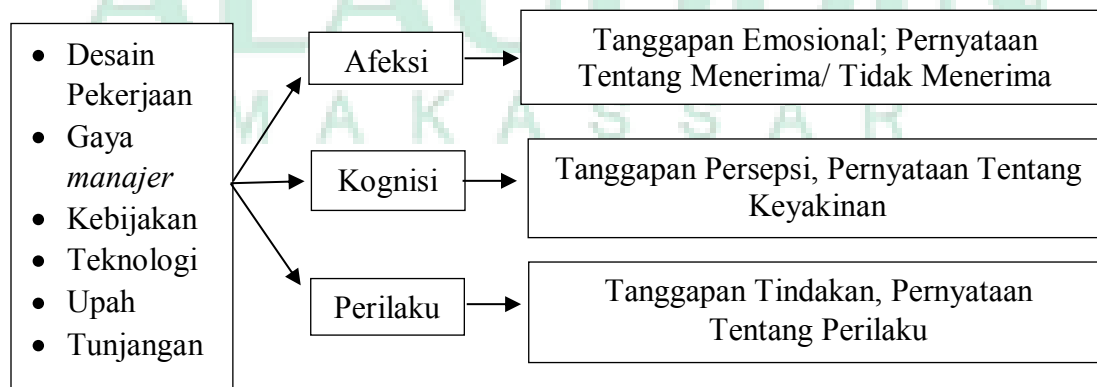 • Desain
Pekerjaan
• Gaya
manajer
• Kebijakan
• Teknologi
• Upah
• Tunjangan
Afeksi
Tanggapan Emosional; Pernyataan
Tentang Menerima/ Tidak Menerima
Kognisi
Tanggapan Persepsi, Pernyataan Tentang
Keyakinan
Perilaku
Tanggapan Tindakan, Pernyataan
Tentang Perilaku
MAKASSAR